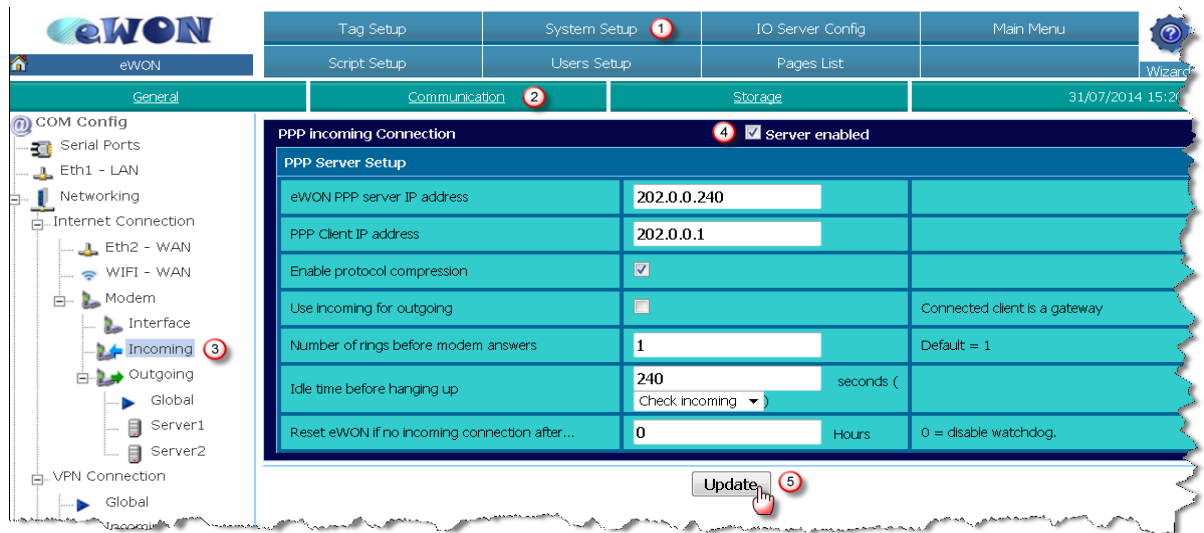 eWON
Tag Setup
System Setup 1
IO Server Config
Main Menu
eWON
Script Setup
Users Setup
Pages List
Wizard
General
Communication 2
Storage
31/07/2014 15:20
COM Config
Serial Ports
Eth1 - LAN
Networking
Internet Connection
Eth2 - WAN
WIFI - WAN
Modem
Interface
Incoming 3
Outgoing
Global
Server1
Server2
VPN Connection
Global
Incoming
PPP incoming Connection
4 Server enabled
PPP Server Setup
eWON PPP server IP address 202.0.0.240
PPP Client IP address 202.0.0.1
Enable protocol compression
Use incoming for outgoing Connected client is a gateway
Number of rings before modem answers 1 Default = 1
Idle time before hanging up 240 seconds (
Check incoming )
Reset eWON if no incoming connection after... 0 Hours 0 = disable watchdog.
Update 5